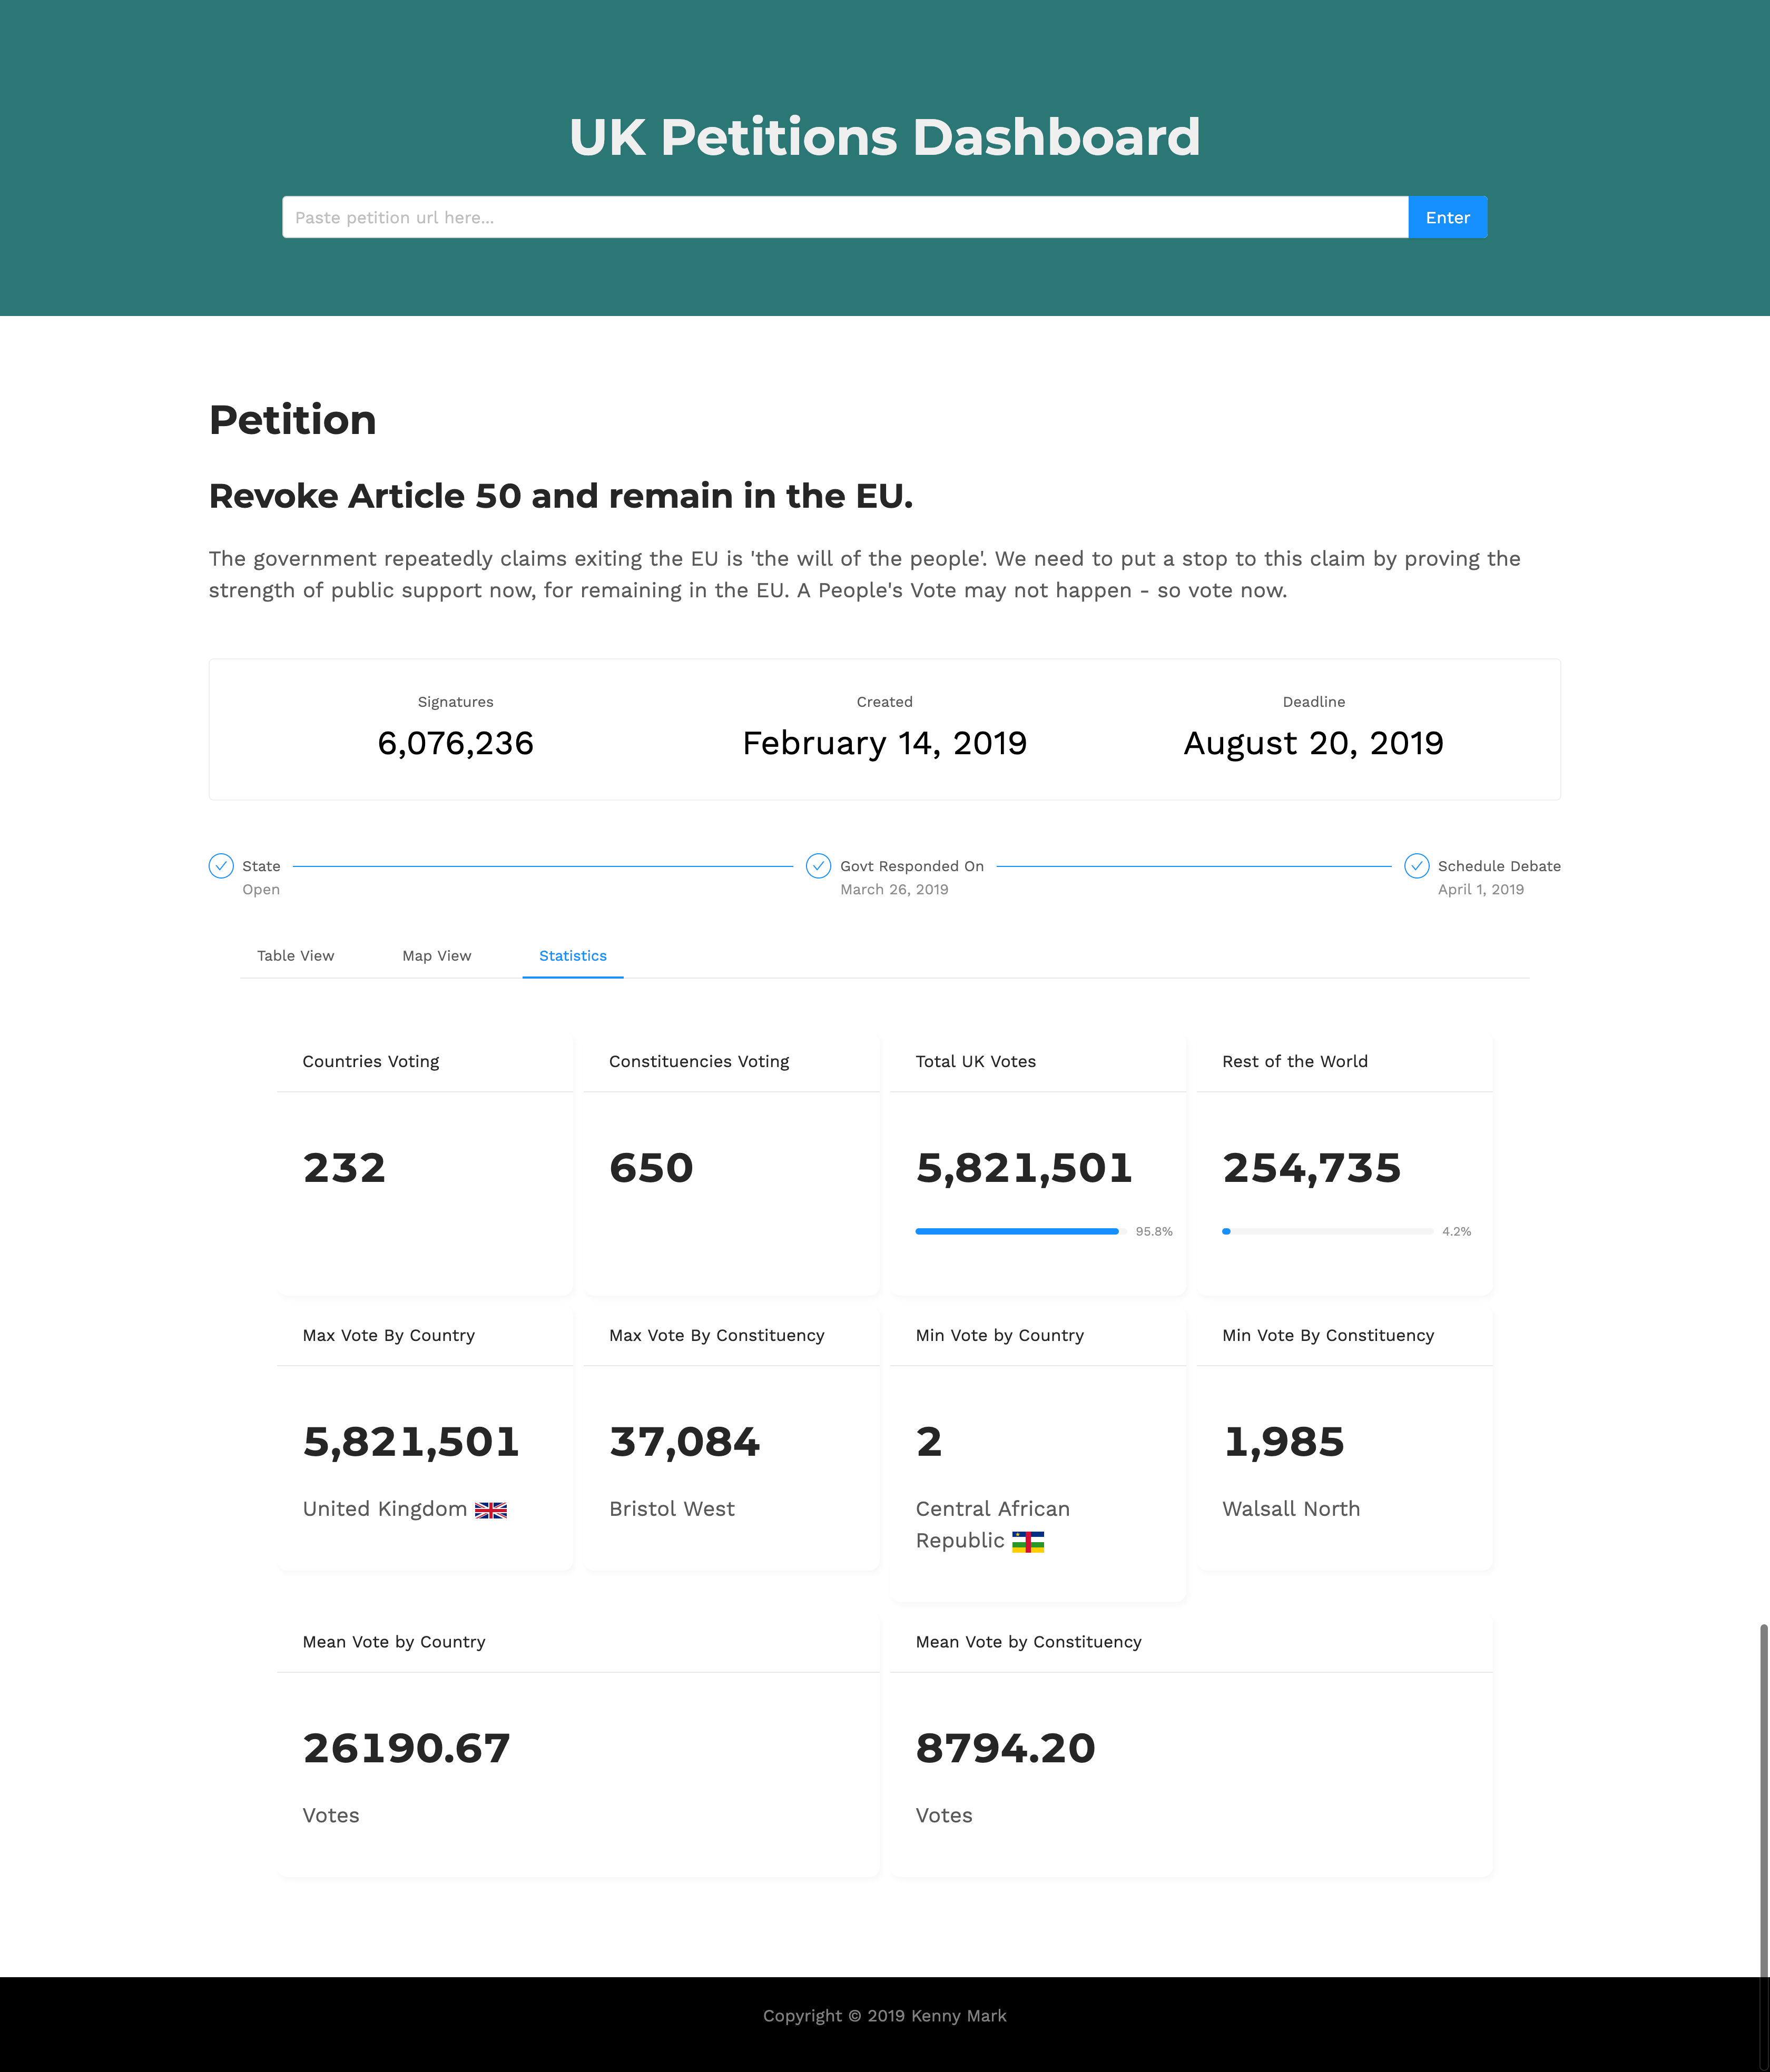 UK Petitions Dashboard
Paste petition url here...
Enter
Petition
Revoke Article 50 and remain in the EU.
The government repeatedly claims exiting the EU is 'the will of the people'. We need to put a stop to this claim by proving the
strength of public support now, for remaining in the EU. A People's Vote may not happen - so vote now.
Signatures
6,076,236
Created
February 14, 2019
Deadline
August 20, 2019
State
Open
Govt Responded On
March 26, 2019
Schedule Debate
April 1, 2019
Table View
Map View
Statistics
Countries Voting
232
Constituencies Voting
650
Total UK Votes
5,821,501
95.8%
Rest of the World
254,735
4.2%
Max Vote By Country
5,821,501
United Kingdom
Max Vote By Constituency
37,084
Bristol West
Min Vote by Country
2
Central African
Republic
Min Vote By Constituency
1,985
Walsall North
Mean Vote by Country
26190.67
Votes
Mean Vote by Constituency
8794.20
Votes
Copyright © 2019 Kenny Mark